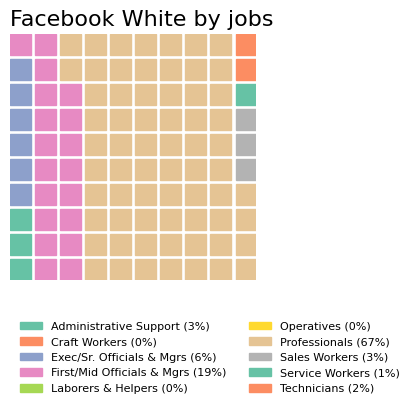 Facebook White by jobs
Administrative Support (3%)
Craft Workers (0%)
Exec/Sr. Officials & Mgrs (6%)
First/Mid Officials & Mgrs (19%)
Laborers & Helpers (0%)
Operatives (0%)
Professionals (67%)
Sales Workers (3%)
Service Workers (1%)
Technicians (2%)